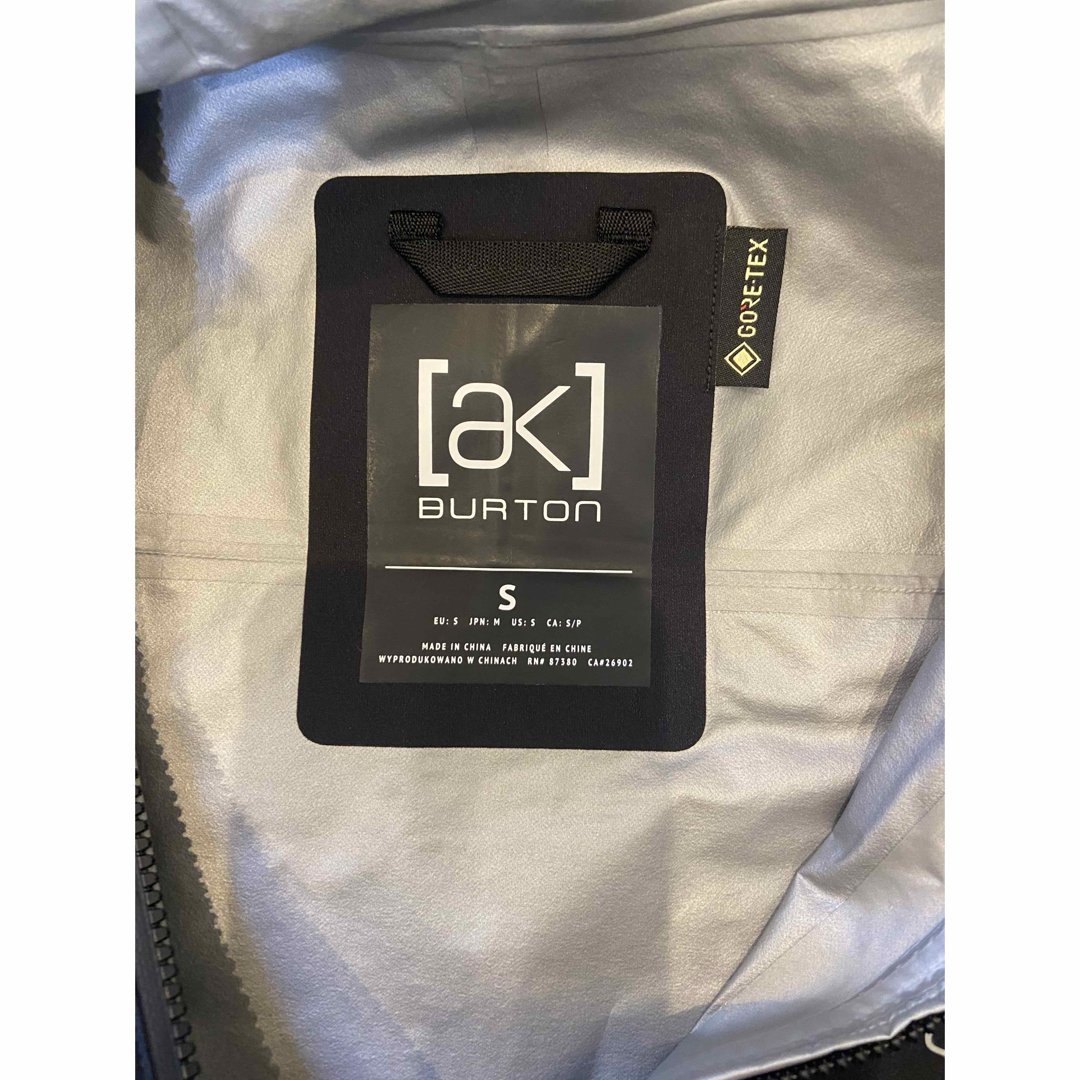 [ak]
BURTON
S
EU: S JPN: M US: S CA: S/P
MADE IN CHINA FABRIQUÉ EN CHINE
WYPRODUKOWANO W CHINACH RN# 87380 CA#26902
GORE-TEX